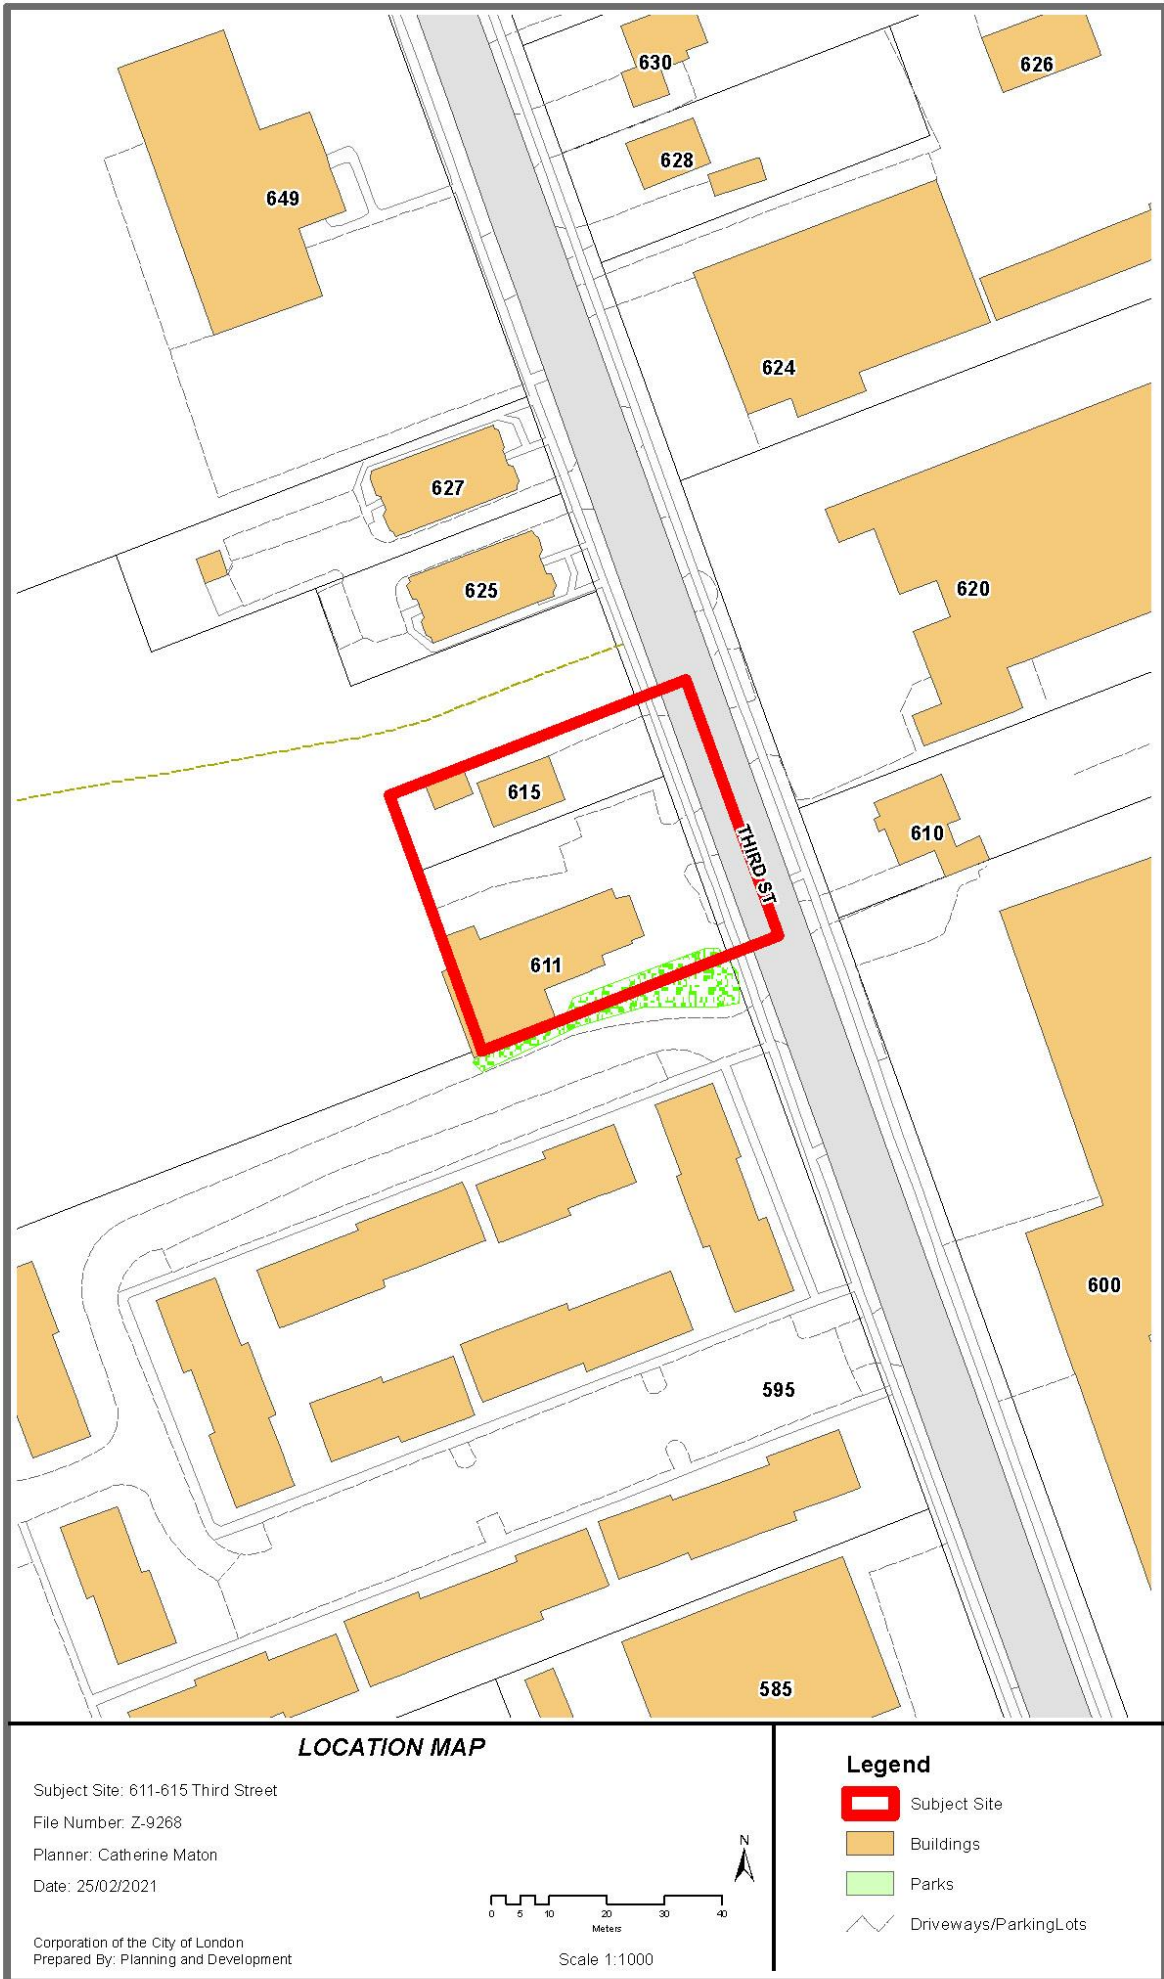 630
626
628
649
624
627
625
620
615
610
THIRD ST
611
600
595
585
LOCATION MAP
Subject Site: 611-615 Third Street
File Number: Z-9268
Planner: Catherine Maton
Date: 25/02/2021
Corporation of the City of London
Prepared By: Planning and Development
N
0 5 10 20 30 40
Meters
Scale 1:1000
Legend
Subject Site
Buildings
Parks
Driveways/ParkingLots